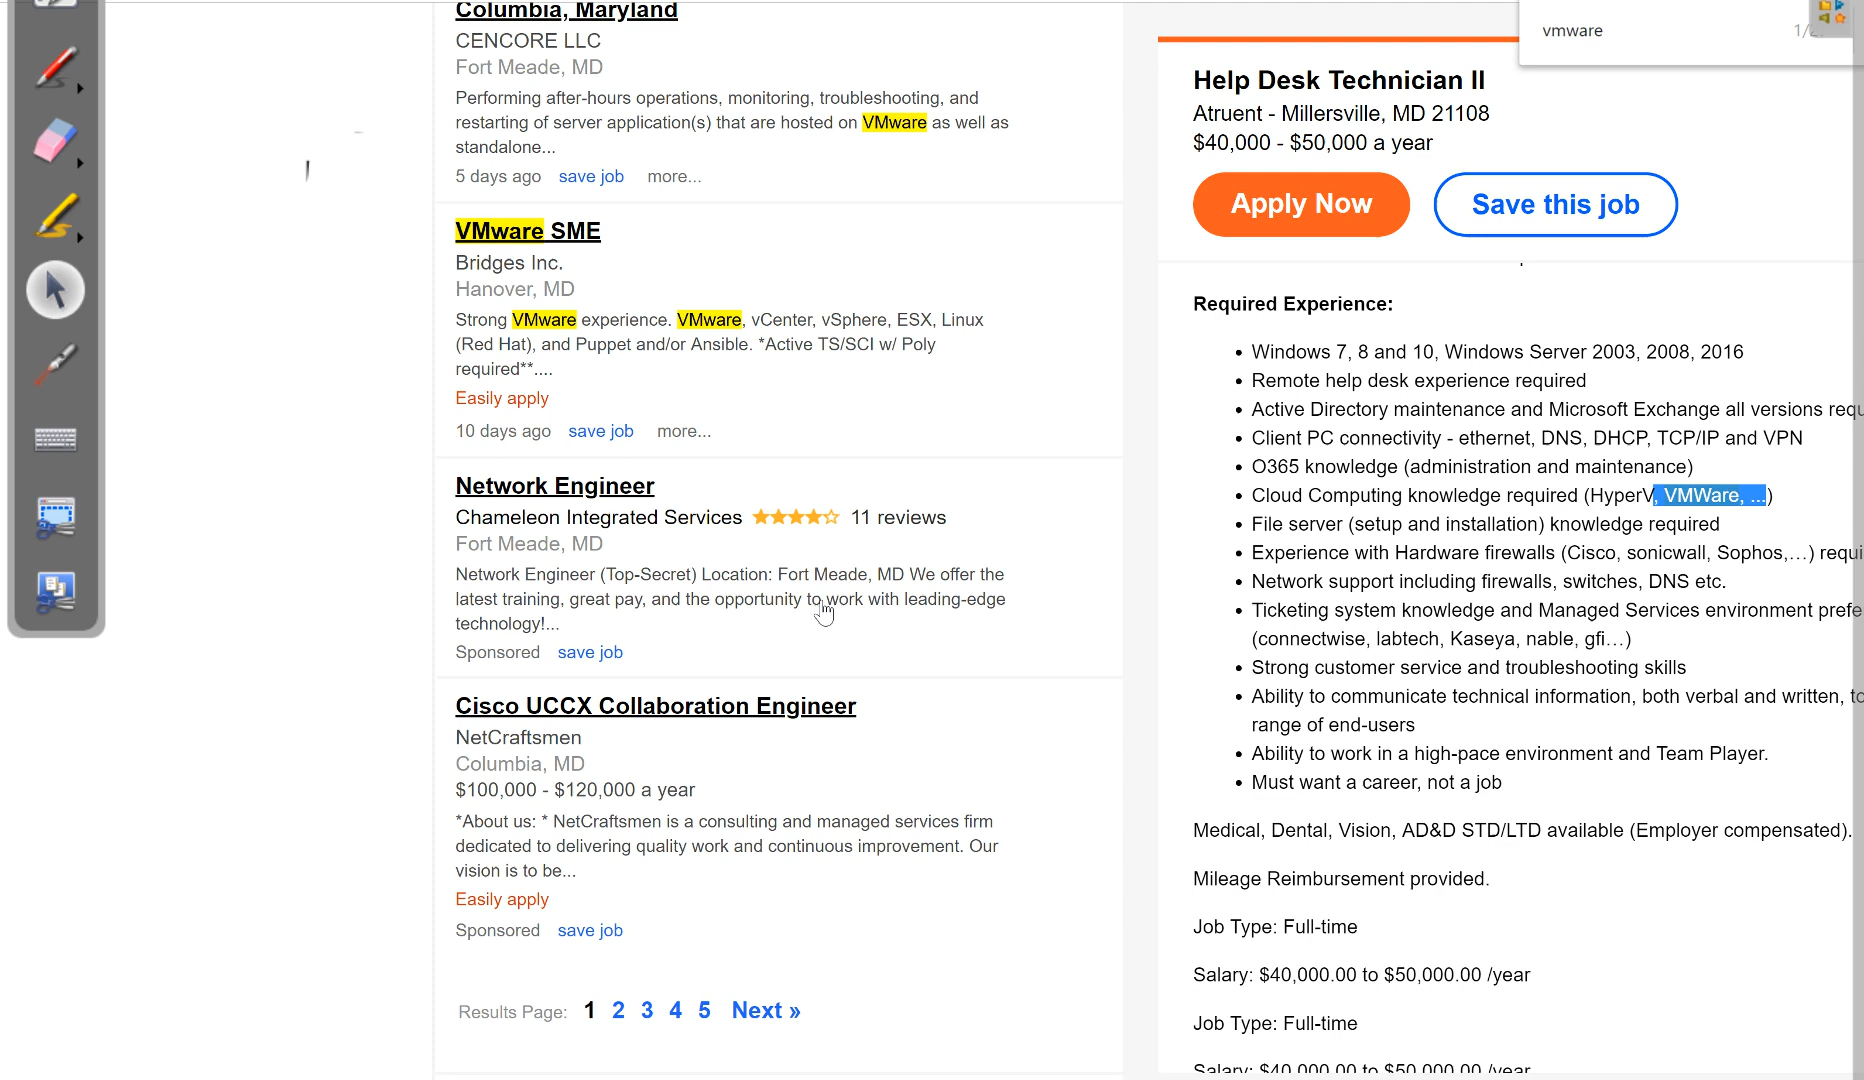 Columbia, Maryland
CENCORE LLC
Fort Meade, MD
Performing after-hours operations, monitoring, troubleshooting, and
restarting of server application(s) that are hosted on VMware as well as
standalone...
5 days ago save job more...
VMware SME
Bridges Inc.
Hanover, MD
Strong VMware experience. VMware, vCenter, vSphere, ESX, Linux
(Red Hat), and Puppet and/or Ansible. *Active TS/SCI w/ Poly
required**....
Easily apply
10 days ago save job more...
Network Engineer
Chameleon Integrated Services 11 reviews
Fort Meade, MD
Network Engineer (Top-Secret) Location: Fort Meade, MD We offer the
latest training, great pay, and the opportunity to work with leading-edge
technology!...
Sponsored save job
Cisco UCCX Collaboration Engineer
NetCraftsmen
Columbia, MD
$100,000 - $120,000 a year
*About us: * NetCraftsmen is a consulting and managed services firm
dedicated to delivering quality work and continuous improvement. Our
vision is to be...
Easily apply
Sponsored save job
Results Page: 1 2 3 4 5 Next »
vmware 1/
Help Desk Technician II
Atruent - Millersville, MD 21108
$40,000 - $50,000 a year
Apply Now Save this job
Required Experience:
• Windows 7, 8 and 10, Windows Server 2003, 2008, 2016
• Remote help desk experience required
• Active Directory maintenance and Microsoft Exchange all versions requ
• Client PC connectivity - ethernet, DNS, DHCP, TCP/IP and VPN
• O365 knowledge (administration and maintenance)
• Cloud Computing knowledge required (HyperV, VMWare, ...)
• File server (setup and installation) knowledge required
• Experience with Hardware firewalls (Cisco, sonicwall, Sophos,...) requi
• Network support including firewalls, switches, DNS etc.
• Ticketing system knowledge and Managed Services environment prefe
(connectwise, labtech, Kaseya, nable, gfi...)
• Strong customer service and troubleshooting skills
• Ability to communicate technical information, both verbal and written, to
range of end-users
• Ability to work in a high-pace environment and Team Player.
• Must want a career, not a job
Medical, Dental, Vision, AD&D STD/LTD available (Employer compensated).
Mileage Reimbursement provided.
Job Type: Full-time
Salary: $40,000.00 to $50,000.00 /year
Job Type: Full-time
Salary: $40,000.00 to $50,000.00 /year